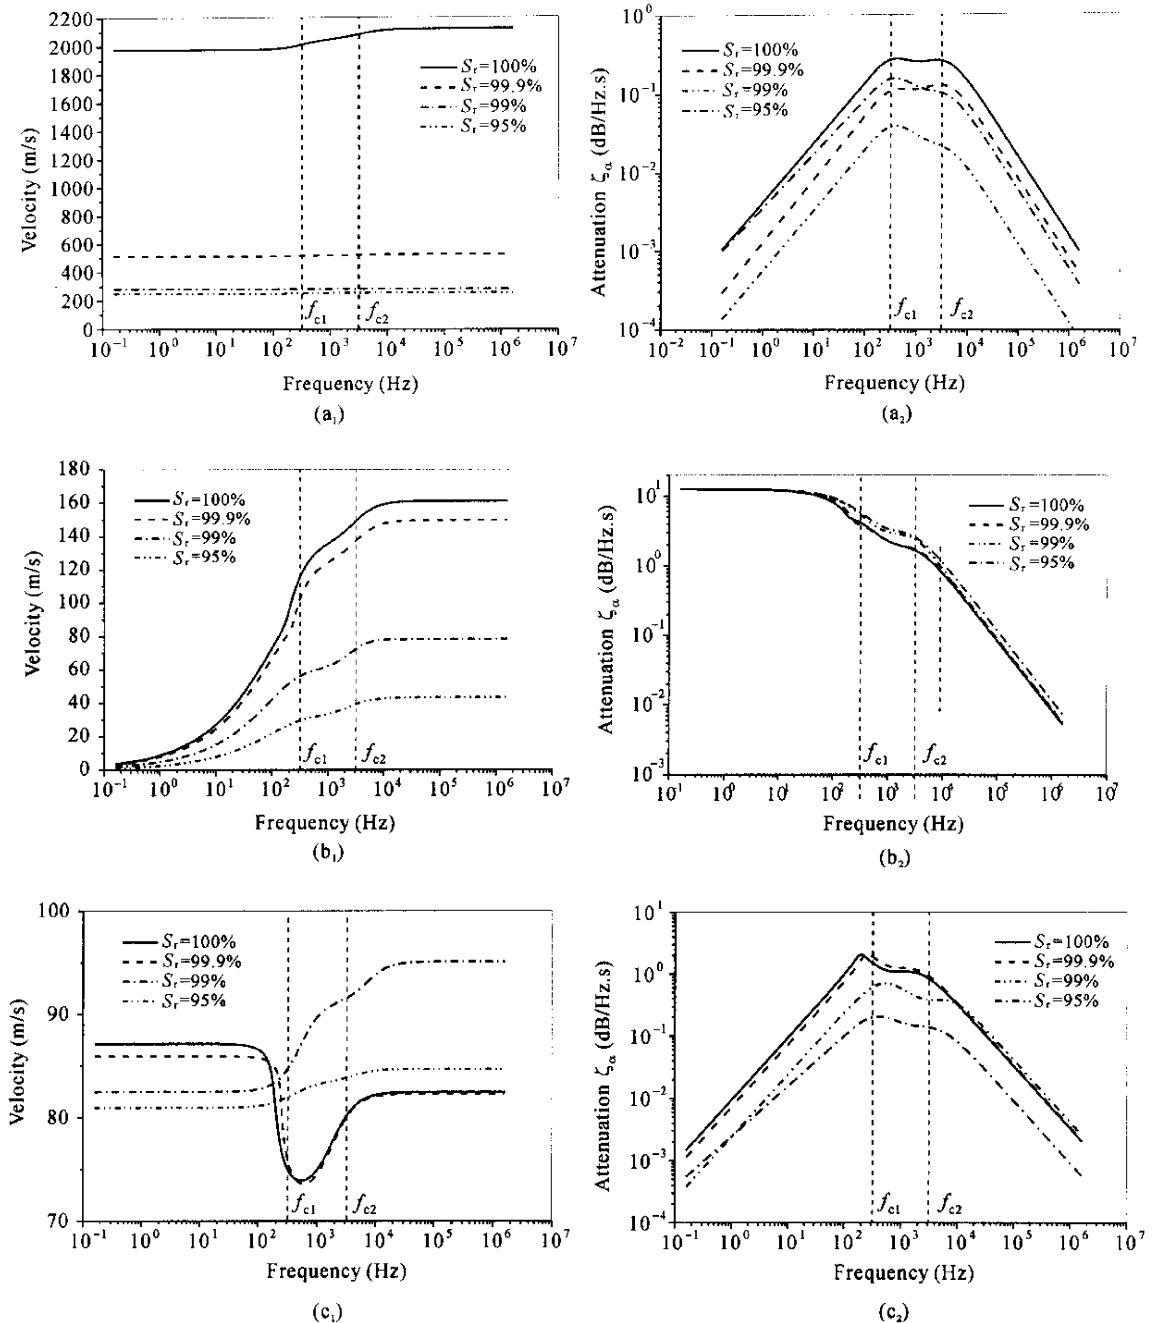 2200
2000
1800
1600
1400
1200
1000
800
600
400
200
0
Velocity (m/s)
Sr=100%
Sr=99.9%
Sr=99%
Sr=95%
fc1
fc2
10⁻¹ 10⁰ 10¹ 10² 10³ 10⁴ 10⁵ 10⁶ 10⁷
Frequency (Hz)
(a₁)
10⁰
10⁻¹
10⁻²
10⁻³
10⁻⁴
Attenuation ζα (dB/Hz.s)
Sr=100%
Sr=99.9%
Sr=99%
Sr=95%
fc1
fc2
10⁻² 10⁻¹ 10⁰ 10¹ 10² 10³ 10⁴ 10⁵ 10⁶ 10⁷
Frequency (Hz)
(a₂)
180
160
140
120
100
80
60
40
20
0
Velocity (m/s)
Sr=100%
Sr=99.9%
Sr=99%
Sr=95%
fc1
fc2
10⁻¹ 10⁰ 10¹ 10² 10³ 10⁴ 10⁵ 10⁶ 10⁷
Frequency (Hz)
(b₁)
10¹
10⁰
10⁻¹
10⁻²
10⁻³
Attenuation ζα (dB/Hz.s)
Sr=100%
Sr=99.9%
Sr=99%
Sr=95%
fc1
fc2
10⁻¹ 10⁰ 10¹ 10² 10³ 10⁴ 10⁵ 10⁶ 10⁷
Frequency (Hz)
(b₂)
100
90
80
70
Velocity (m/s)
Sr=100%
Sr=99.9%
Sr=99%
Sr=95%
fc1
fc2
10⁻¹ 10⁰ 10¹ 10² 10³ 10⁴ 10⁵ 10⁶ 10⁷
Frequency (Hz)
(c₁)
10¹
10⁰
10⁻¹
10⁻²
10⁻³
10⁻⁴
Attenuation ζα (dB/Hz.s)
Sr=100%
Sr=99.9%
Sr=99%
Sr=95%
fc1
fc2
10⁻¹ 10⁰ 10¹ 10² 10³ 10⁴ 10⁵ 10⁶ 10⁷
Frequency (Hz)
(c₂)